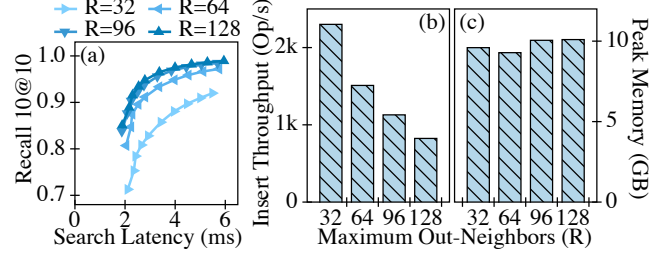 R=32 R=64
R=96 R=128
(a) (b) (c)
Recall 10@10
1.0
0.9
0.8
0.7
0 2 4 6
Search Latency (ms)
Insert Throughput (Op/s)
2k
1k
0
32 64 96 128
32 64 96 128
Maximum Out-Neighbors (R)
10
5
0
Peak Memory (GB)